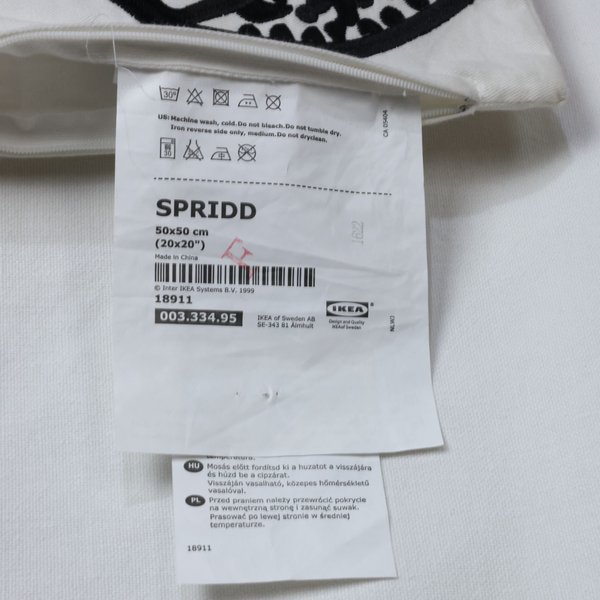 30°
US: Machine wash, cold. Do not bleach. Do not tumble dry.
Iron reverse side only, medium. Do not dryclean.
30
CA 05404
SPRIDD
50x50 cm
(20x20")
Made in China
1622
© Inter IKEA Systems B.V. 1999
18911
003.334.95
IKEA of Sweden AB
SE-343 81 Älmhult
IKEA®
Design and Quality
IKEA of Sweden
temperatura.
HU Mosás előtt fordítsd ki a huzatot a visszájára
és húzd be a cipzárat.
Visszáján vasalható, közepes hőmérsékletű
vasalóval.
PL Przed praniem należy przewrócić pokrycie
na wewnętrzną stronę i zasunąć suwak.
Prasować po lewej stronie w średniej
temperaturze.
18911